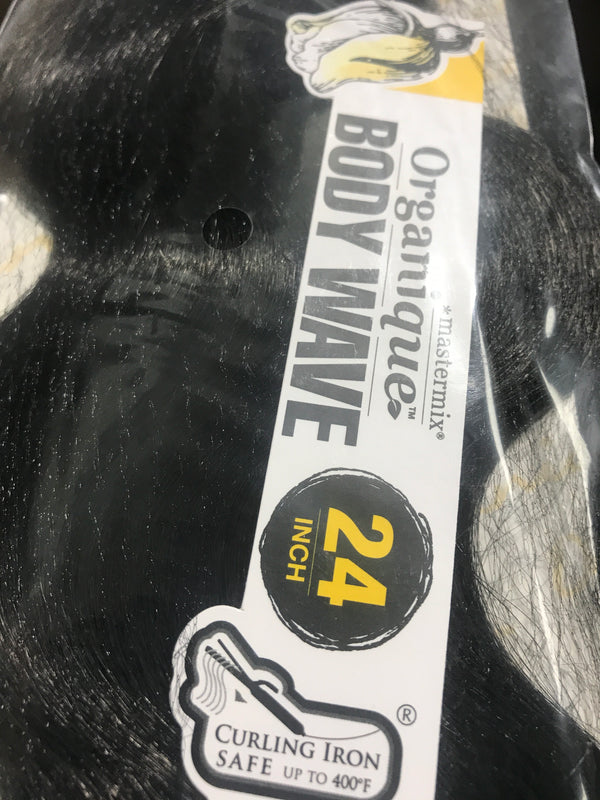 Organique™
*mastermix®
BODY WAVE
24
INCH
®
CURLING IRON
SAFE UP TO 400°F